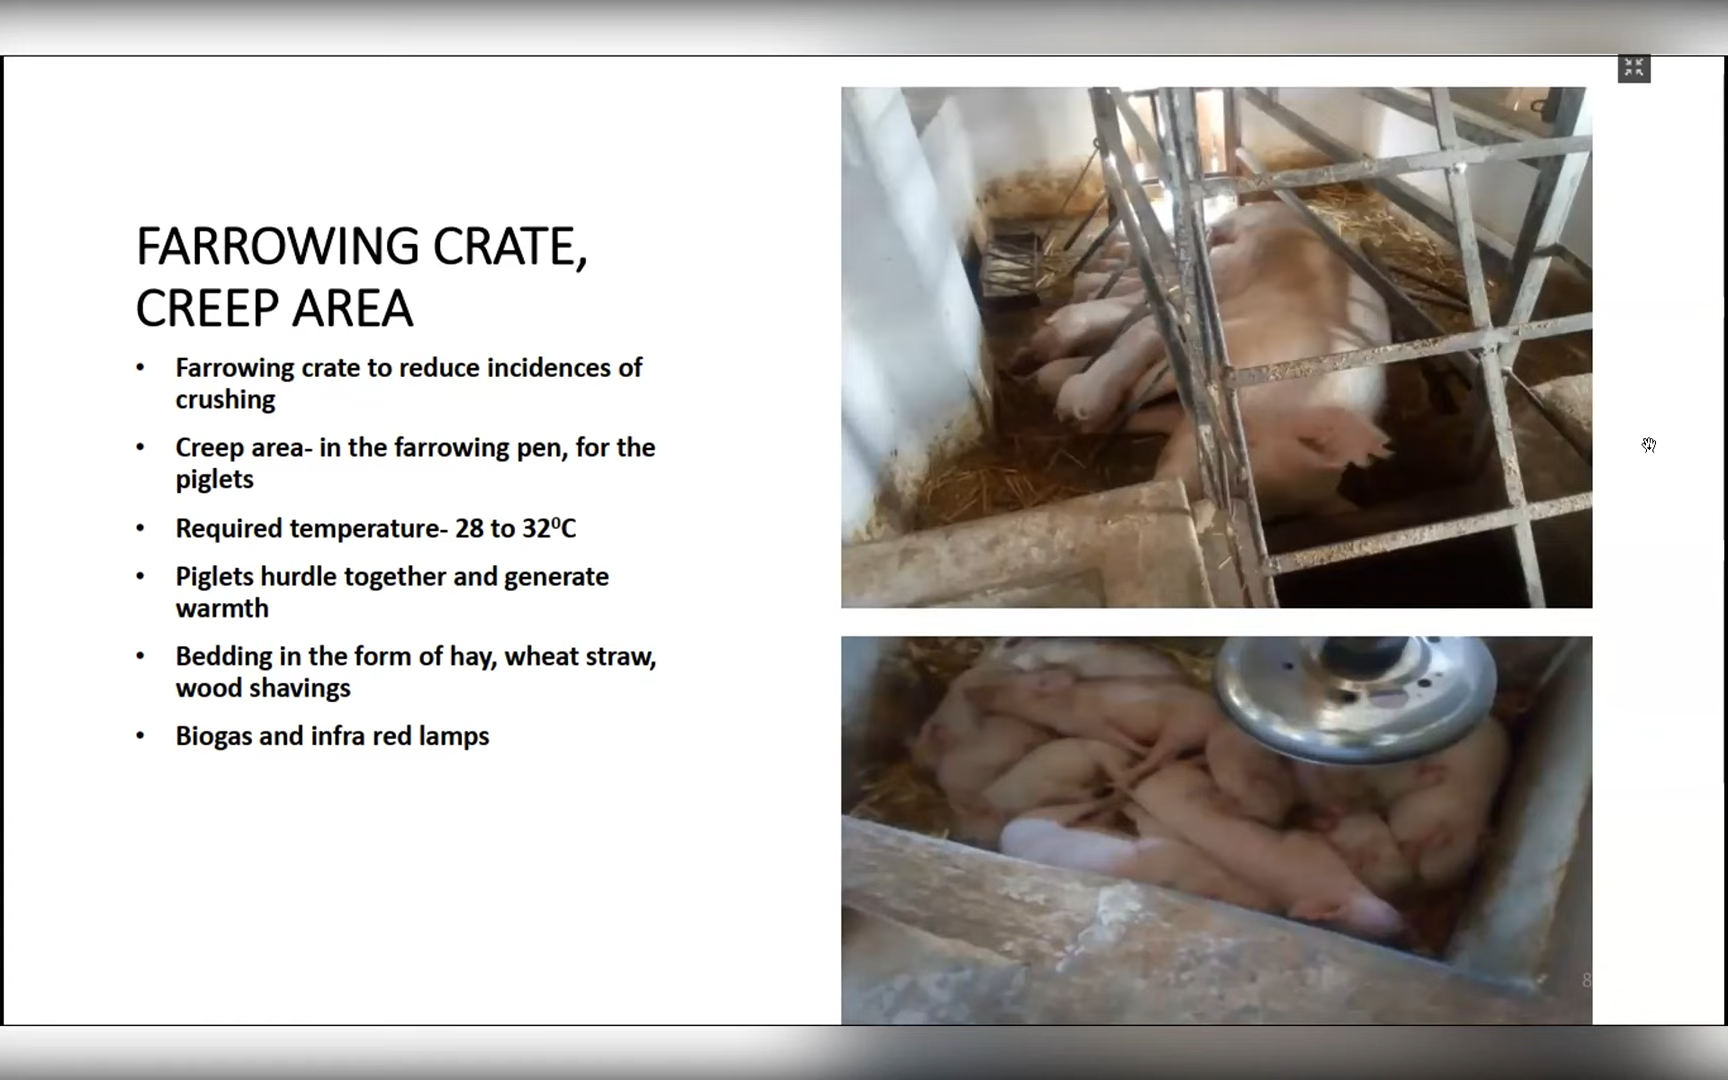 FARROWING CRATE,
CREEP AREA
• Farrowing crate to reduce incidences of
crushing
• Creep area- in the farrowing pen, for the
piglets
• Required temperature- 28 to 32⁰C
• Piglets hurdle together and generate
warmth
• Bedding in the form of hay, wheat straw,
wood shavings
• Biogas and infra red lamps
8